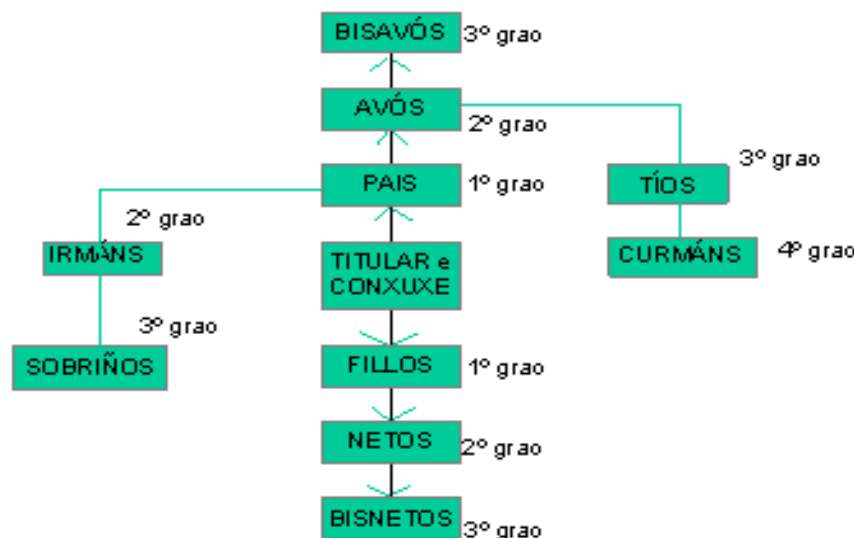 BISAVÓS 3º grao
AVÓS
2º grao
PAIS 1º grao
3º grao
TÍOS
2º grao
IRMÁNS
TITULAR e
CONXUXE
CURMÁNS 4º grao
3º grao
SOBRIÑOS
FILLOS 1º grao
NETOS 2º grao
BISNETOS
3º grao